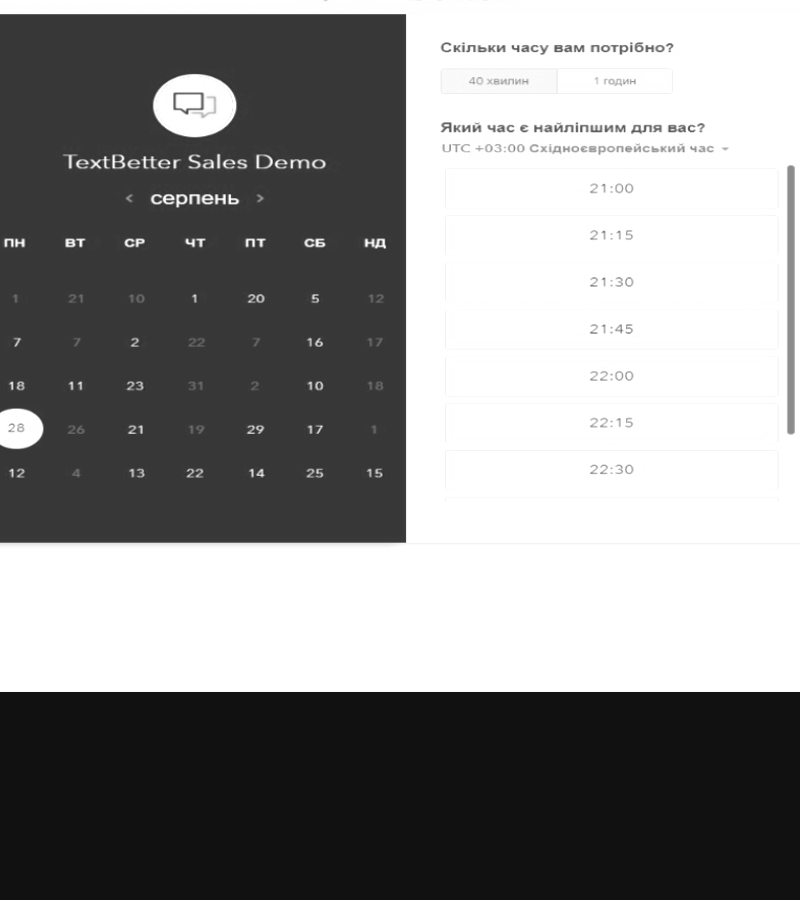 TextBetter Sales Demo
< серпень >
ПН ВТ СР ЧТ ПТ СБ НД
1 21 10 1 20 5 12
7 7 2 22 7 16 17
18 11 23 31 2 10 18
28 26 21 19 29 17 1
12 4 13 22 14 25 15
Скільки часу вам потрібно?
40 хвилин 1 годин
Який час є найліпшим для вас?
UTC +03:00 Східноєвропейський час
21:00
21:15
21:30
21:45
22:00
22:15
22:30